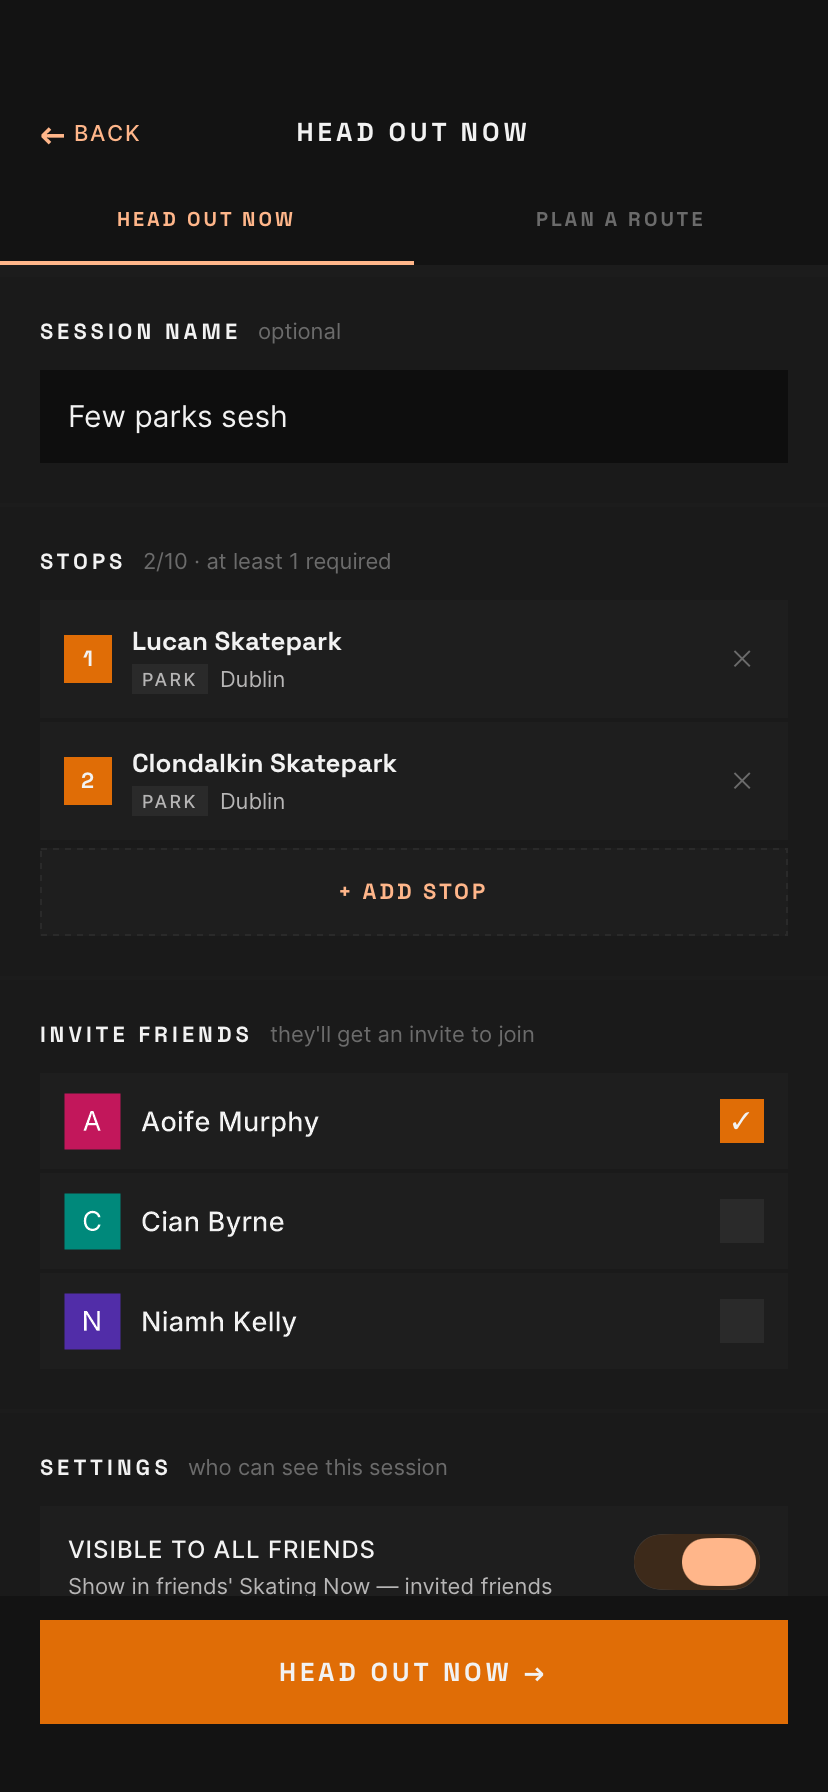 ← BACK
HEAD OUT NOW
HEAD OUT NOW
PLAN A ROUTE
SESSION NAME optional
Few parks sesh
STOPS 2/10 · at least 1 required
1
Lucan Skatepark
PARK Dublin
2
Clondalkin Skatepark
PARK Dublin
+ ADD STOP
INVITE FRIENDS they'll get an invite to join
A Aoife Murphy ✓
C Cian Byrne
N Niamh Kelly
SETTINGS who can see this session
VISIBLE TO ALL FRIENDS
Show in friends' Skating Now — invited friends
HEAD OUT NOW →